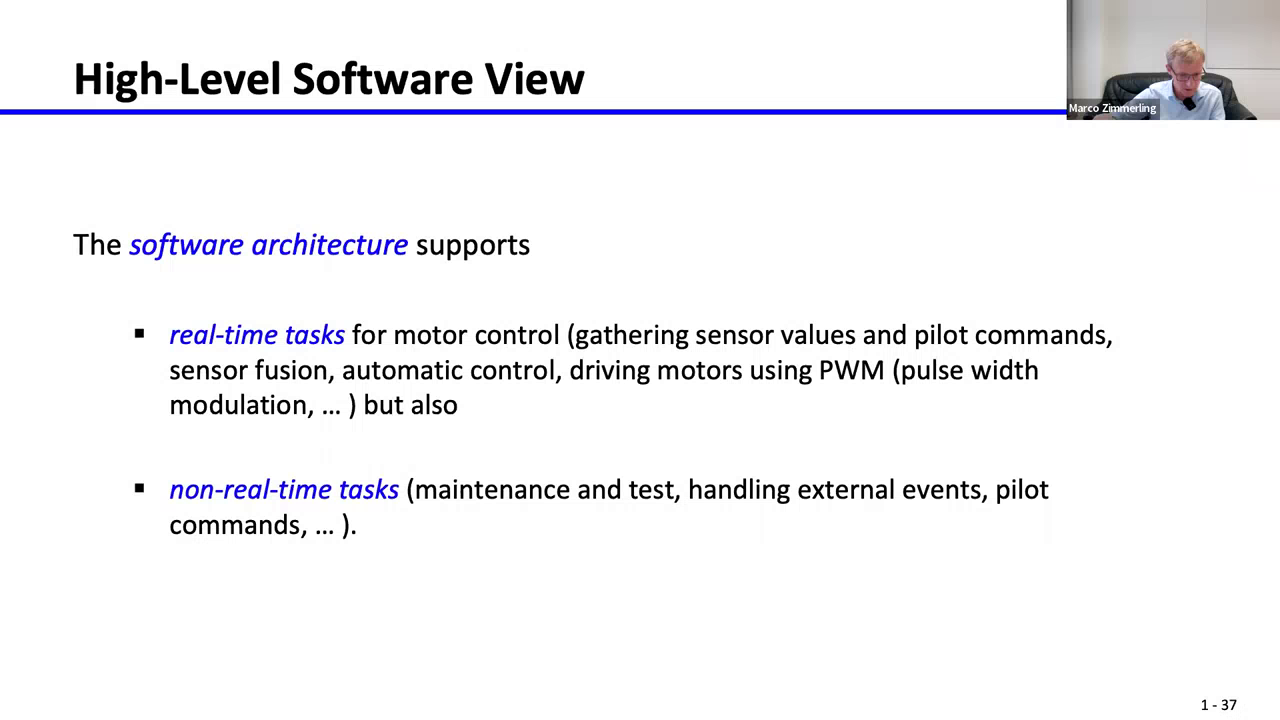 High-Level Software View
Marco Zimmerling
The software architecture supports
▪ real-time tasks for motor control (gathering sensor values and pilot commands,
sensor fusion, automatic control, driving motors using PWM (pulse width
modulation, … ) but also
▪ non-real-time tasks (maintenance and test, handling external events, pilot
commands, … ).
1 - 37